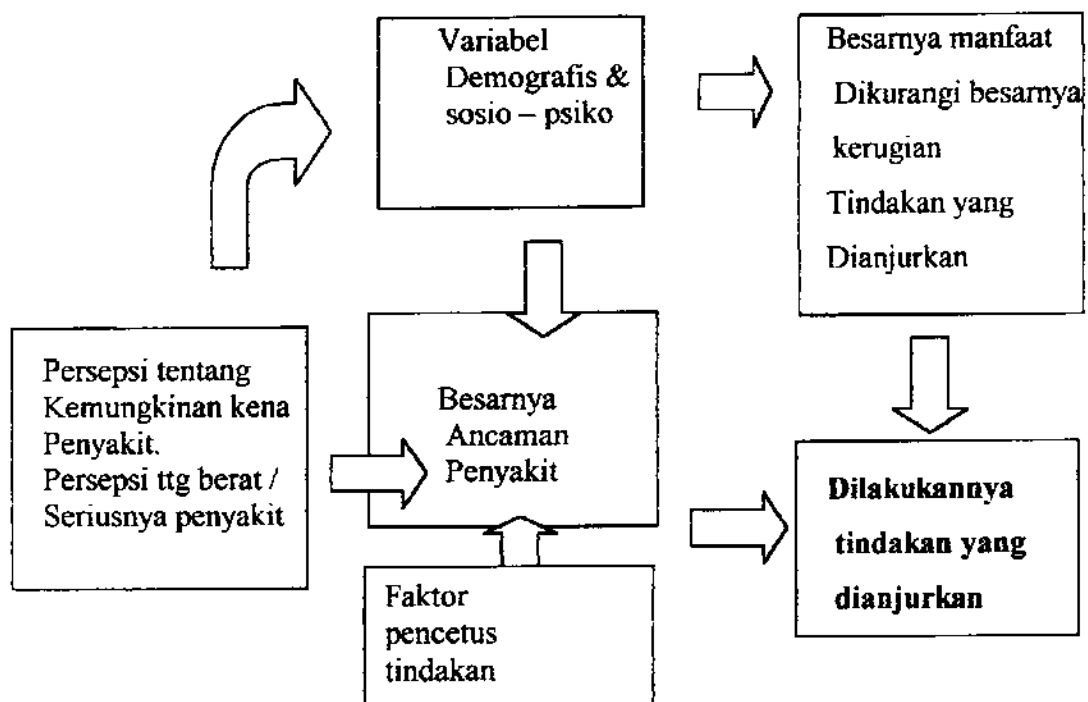 Variabel
Demografis &
sosio – psiko
Besarnya manfaat
Dikurangi besarnya
kerugian
Tindakan yang
Dianjurkan
Persepsi tentang
Kemungkinan kena
Penyakit.
Persepsi ttg berat /
Seriusnya penyakit
Besarnya
Ancaman
Penyakit
Dilakukannya
tindakan yang
dianjurkan
Faktor
pencetus
tindakan